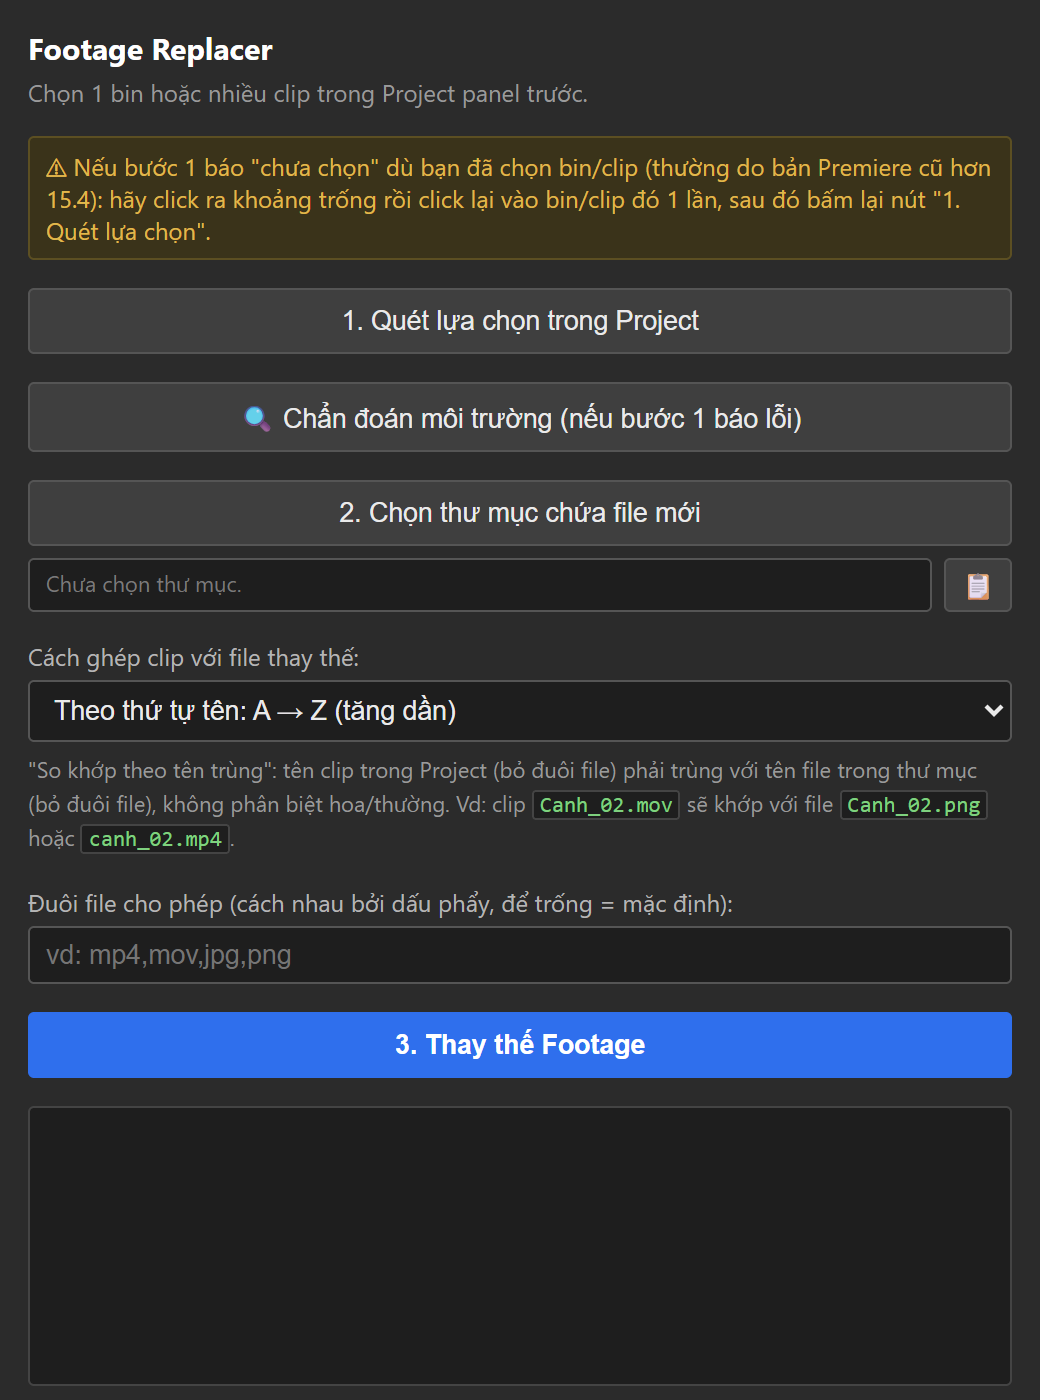 Footage Replacer
Chọn 1 bin hoặc nhiều clip trong Project panel trước.
⚠ Nếu bước 1 báo "chưa chọn" dù bạn đã chọn bin/clip (thường do bản Premiere cũ hơn
15.4): hãy click ra khoảng trống rồi click lại vào bin/clip đó 1 lần, sau đó bấm lại nút "1.
Quét lựa chọn".
1. Quét lựa chọn trong Project
🔍 Chẩn đoán môi trường (nếu bước 1 báo lỗi)
2. Chọn thư mục chứa file mới
Chưa chọn thư mục.
Cách ghép clip với file thay thế:
Theo thứ tự tên: A → Z (tăng dần)
"So khớp theo tên trùng": tên clip trong Project (bỏ đuôi file) phải trùng với tên file trong thư mục
(bỏ đuôi file), không phân biệt hoa/thường. Vd: clip Canh_02.mov sẽ khớp với file Canh_02.png
hoặc canh_02.mp4.
Đuôi file cho phép (cách nhau bởi dấu phẩy, để trống = mặc định):
vd: mp4,mov,jpg,png
3. Thay thế Footage